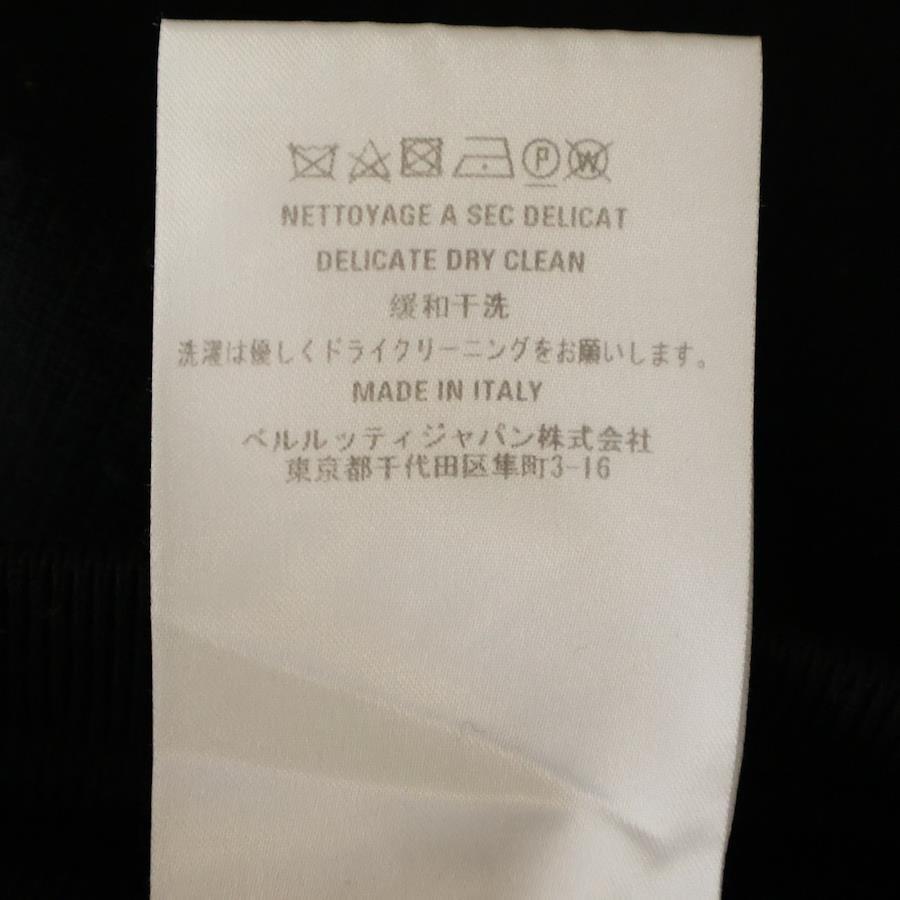 NETTOYAGE A SEC DELICAT
DELICATE DRY CLEAN
缓和干洗
洗濯は優しくドライクリーニングをお願いします。
MADE IN ITALY
ベルルッティジャパン株式会社
東京都千代田区隼町3-16